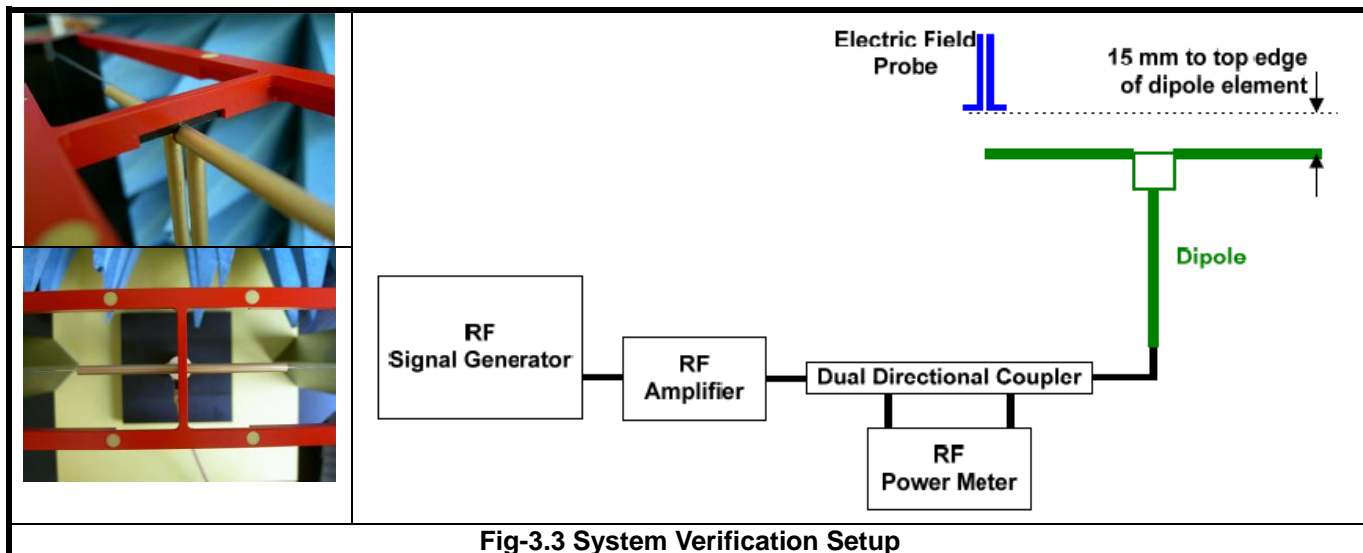 Electric Field
Probe
15 mm to top edge
of dipole element
Dipole
RF
Signal Generator
RF
Amplifier
Dual Directional Coupler
RF
Power Meter
Fig-3.3 System Verification Setup